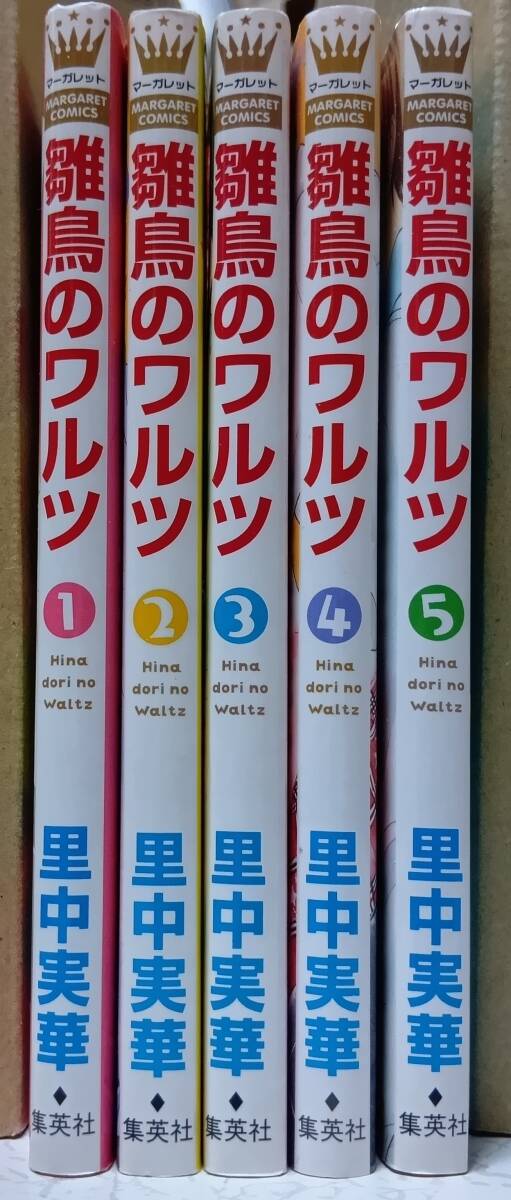 マーガレット
MARGARET
COMICS
雛鳥のワルツ
1
Hina
dori no
Waltz
里中実華
集英社
マーガレット
MARGARET
COMICS
雛鳥のワルツ
2
Hina
dori no
Waltz
里中実華
集英社
マーガレット
MARGARET
COMICS
雛鳥のワルツ
3
Hina
dori no
Waltz
里中実華
集英社
マーガレット
MARGARET
COMICS
雛鳥のワルツ
4
Hina
dori no
Waltz
里中実華
集英社
マーガレット
MARGARET
COMICS
雛鳥のワルツ
5
Hina
dori no
Waltz
里中実華
集英社